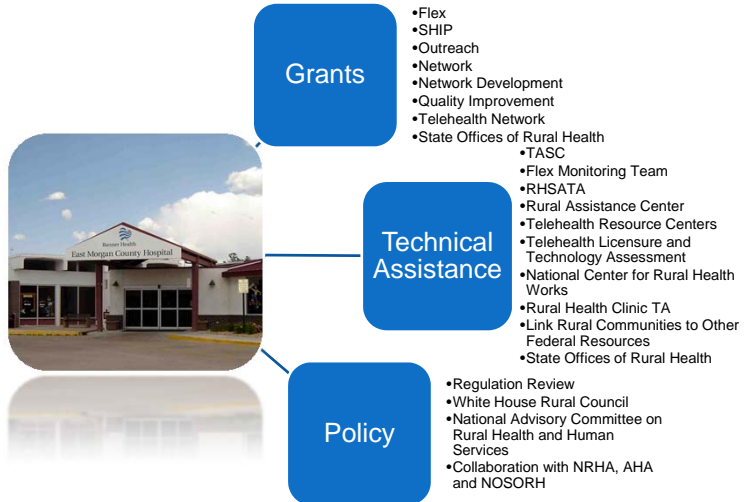 Grants
•Flex
•SHIP
•Outreach
•Network
•Network Development
•Quality Improvement
•Telehealth Network
•State Offices of Rural Health
Banner Health
East Morgan County Hospital
Technical
Assistance
•TASC
•Flex Monitoring Team
•RHSATA
•Rural Assistance Center
•Telehealth Resource Centers
•Telehealth Licensure and
Technology Assessment
•National Center for Rural Health
Works
•Rural Health Clinic TA
•Link Rural Communities to Other
Federal Resources
•State Offices of Rural Health
Policy
•Regulation Review
•White House Rural Council
•National Advisory Committee on
Rural Health and Human
Services
•Collaboration with NRHA, AHA
and NOSORH